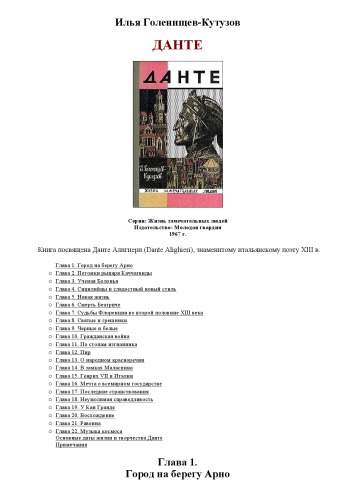 Илья Голенищев-Кутузов
ДАНТЕ
ДАНТЕ
И. Голенищев-
Кутузов
ЖИЗНЬ ЗАМЕЧАТЕЛЬНЫХ ЛЮДЕЙ
Серия: Жизнь замечательных людей
Издательство: Молодая гвардия
1967 г.
Книга посвящена Данте Алигиери (Dante Alighieri), знаменитому итальянскому поэту XIII в.
Глава 1. Город на берегу Арно
Глава 2. Потомки рыцаря Каччагвиды
Глава 3. Ученая Болонья
Глава 4. Сицилийцы и сладостный новый стиль
Глава 5. Новая жизнь
Глава 6. Смерть Беатриче
Глава 7. Судьбы Флоренции во второй половине XIII века
Глава 8. Святые и грешники
Глава 9. Черные и белые
Глава 10. Гражданская война
Глава 11. По стопам изгнанника
Глава 12. Пир
Глава 13. О народном красноречии
Глава 14. В замках Маласпина
Глава 15. Генрих VII в Италии
Глава 16. Мечта о всемирном государстве
Глава 17. Последние странствования
Глава 18. Неумолимая справедливость
Глава 19. У Кан Гранде
Глава 20. Восхождение
Глава 21. Равенна
Глава 22. Музыка космоса
Основные даты жизни и творчества Данте
Примечания
Глава 1.
Город на берегу Арно